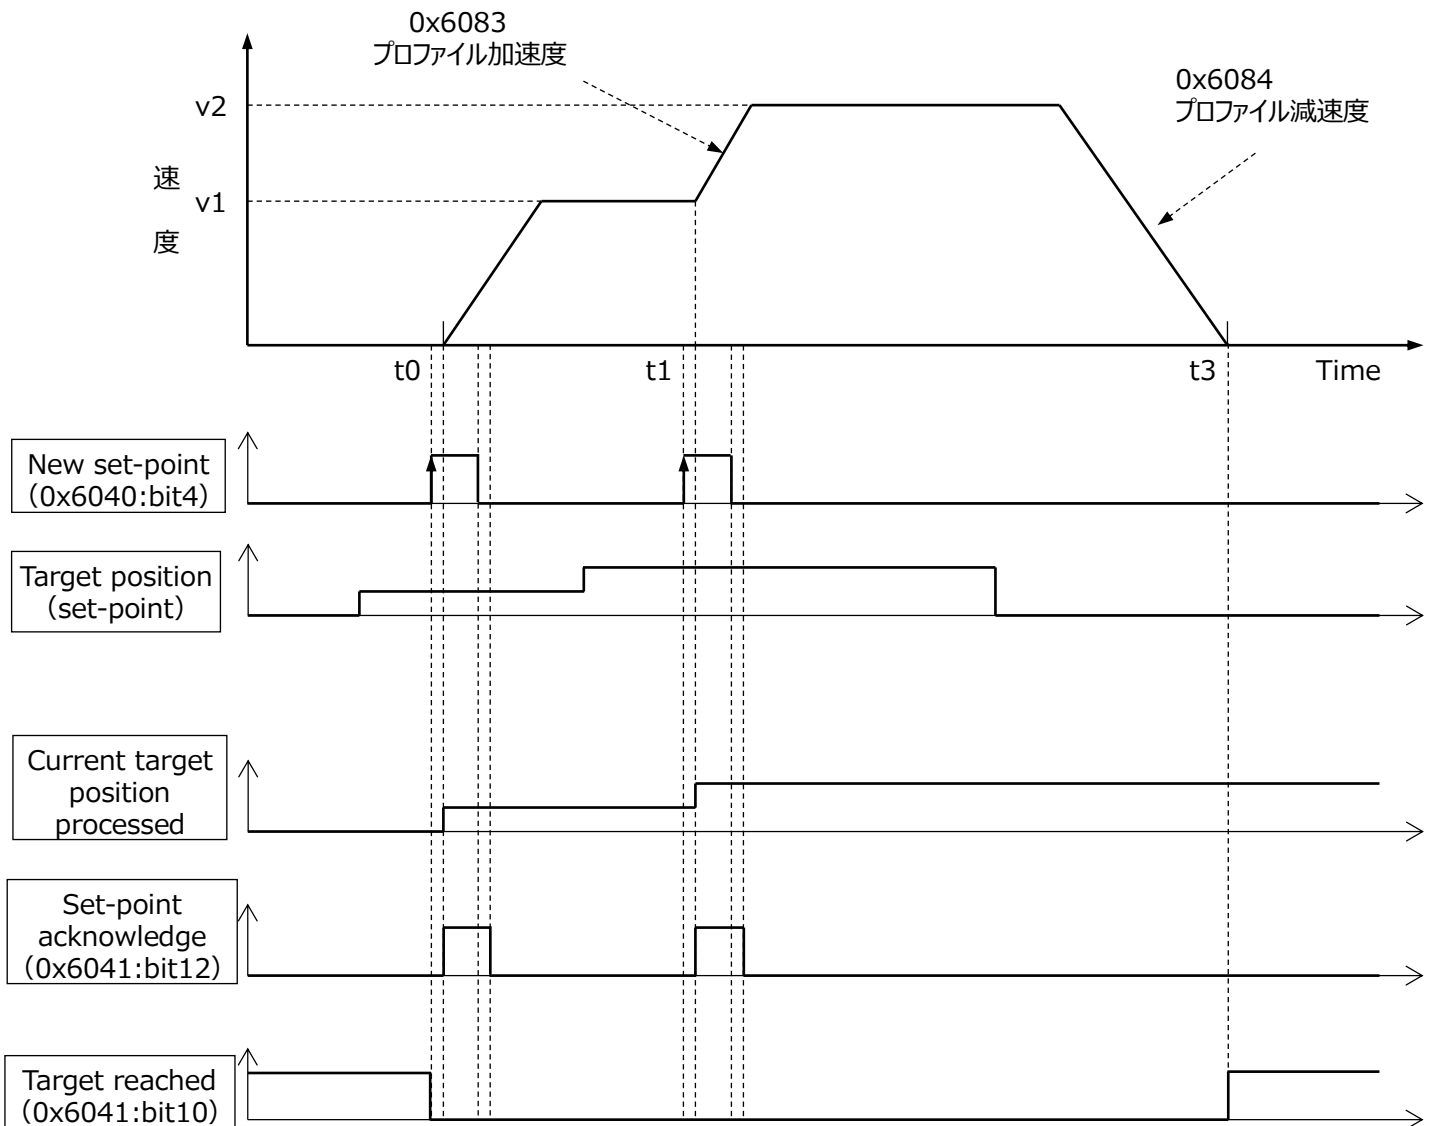 0x6083
プロファイル加速度
0x6084
プロファイル減速度
v2
速
v1
度
t0
t1
t3
Time
New set-point
(0x6040:bit4)
Target position
(set-point)
Current target
position
processed
Set-point
acknowledge
(0x6041:bit12)
Target reached
(0x6041:bit10)